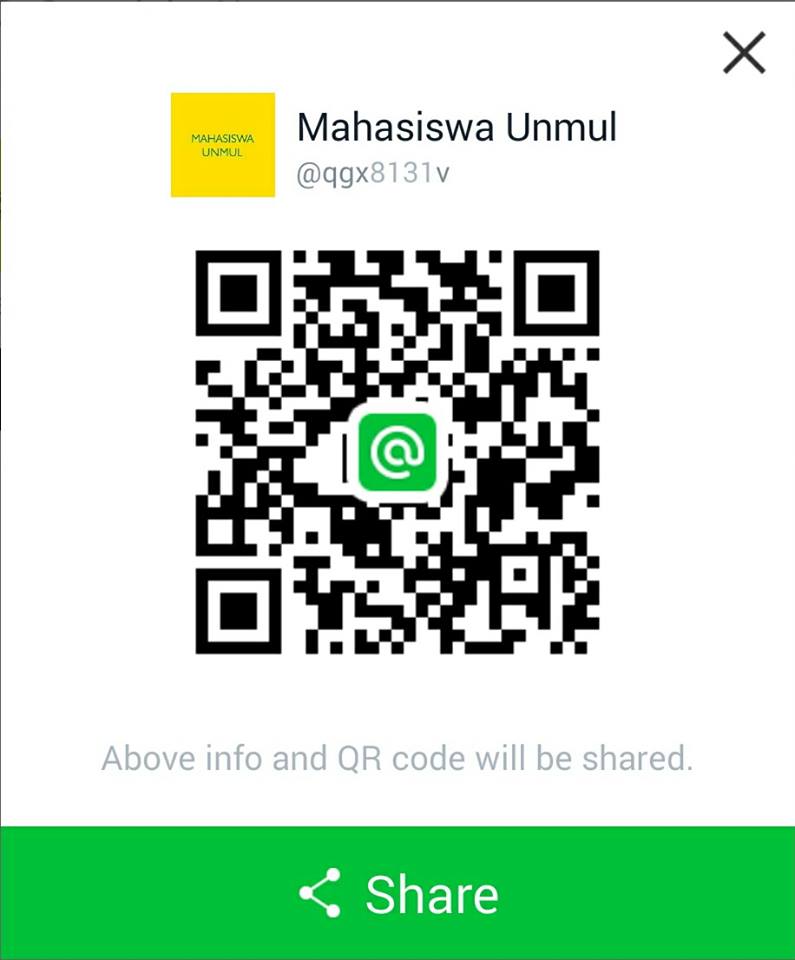 Mahasiswa Unmul
@qgx8131v
MAHASISWA
UNMUL
@
Above info and QR code will be shared.
Share